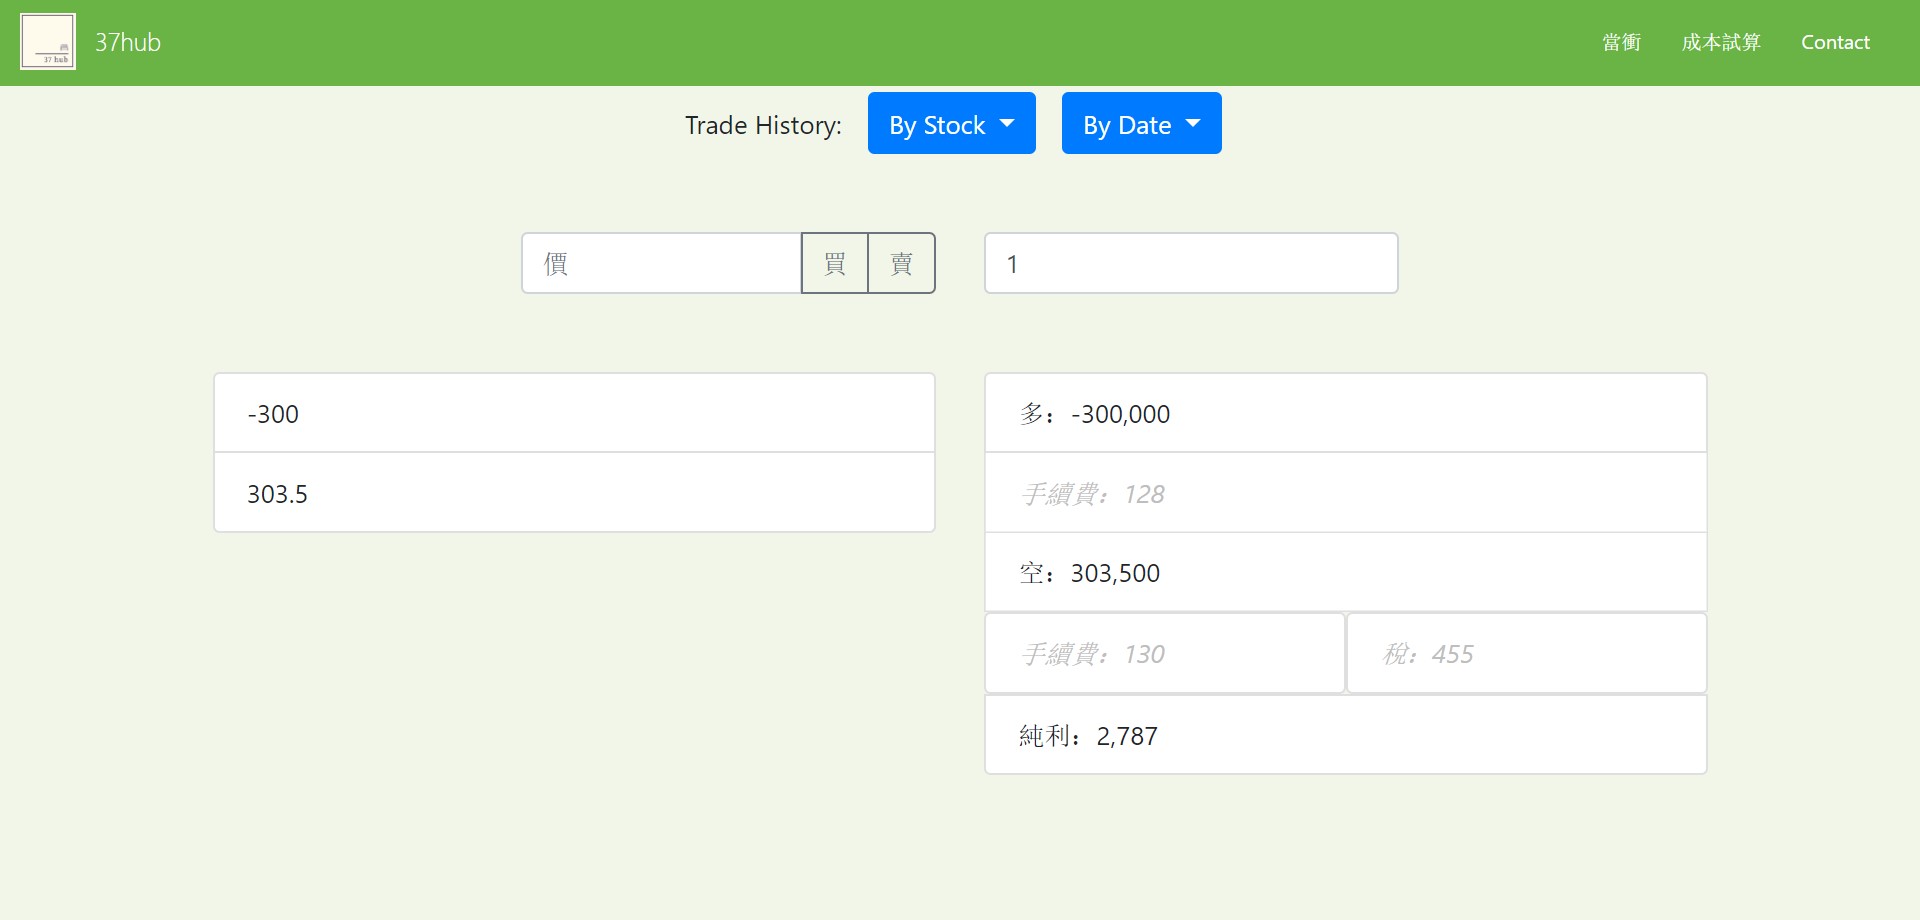 37 hub
37hub
當衝
成本試算
Contact
Trade History:
By Stock
By Date
價
買
賣
1
-300
303.5
多：-300,000
手續費：128
空：303,500
手續費：130
稅：455
純利：2,787